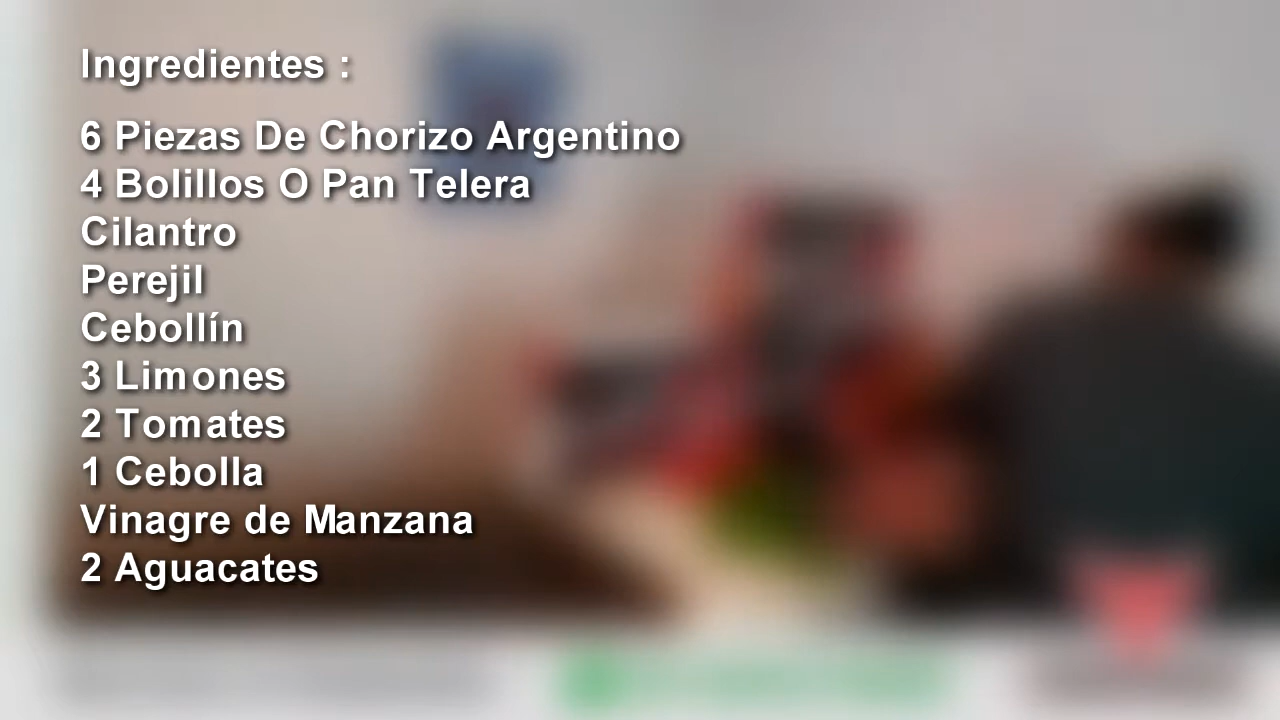 Ingredientes :
6 Piezas De Chorizo Argentino
4 Bolillos O Pan Telera
Cilantro
Perejil
Cebollín
3 Limones
2 Tomates
1 Cebolla
Vinagre de Manzana
2 Aguacates